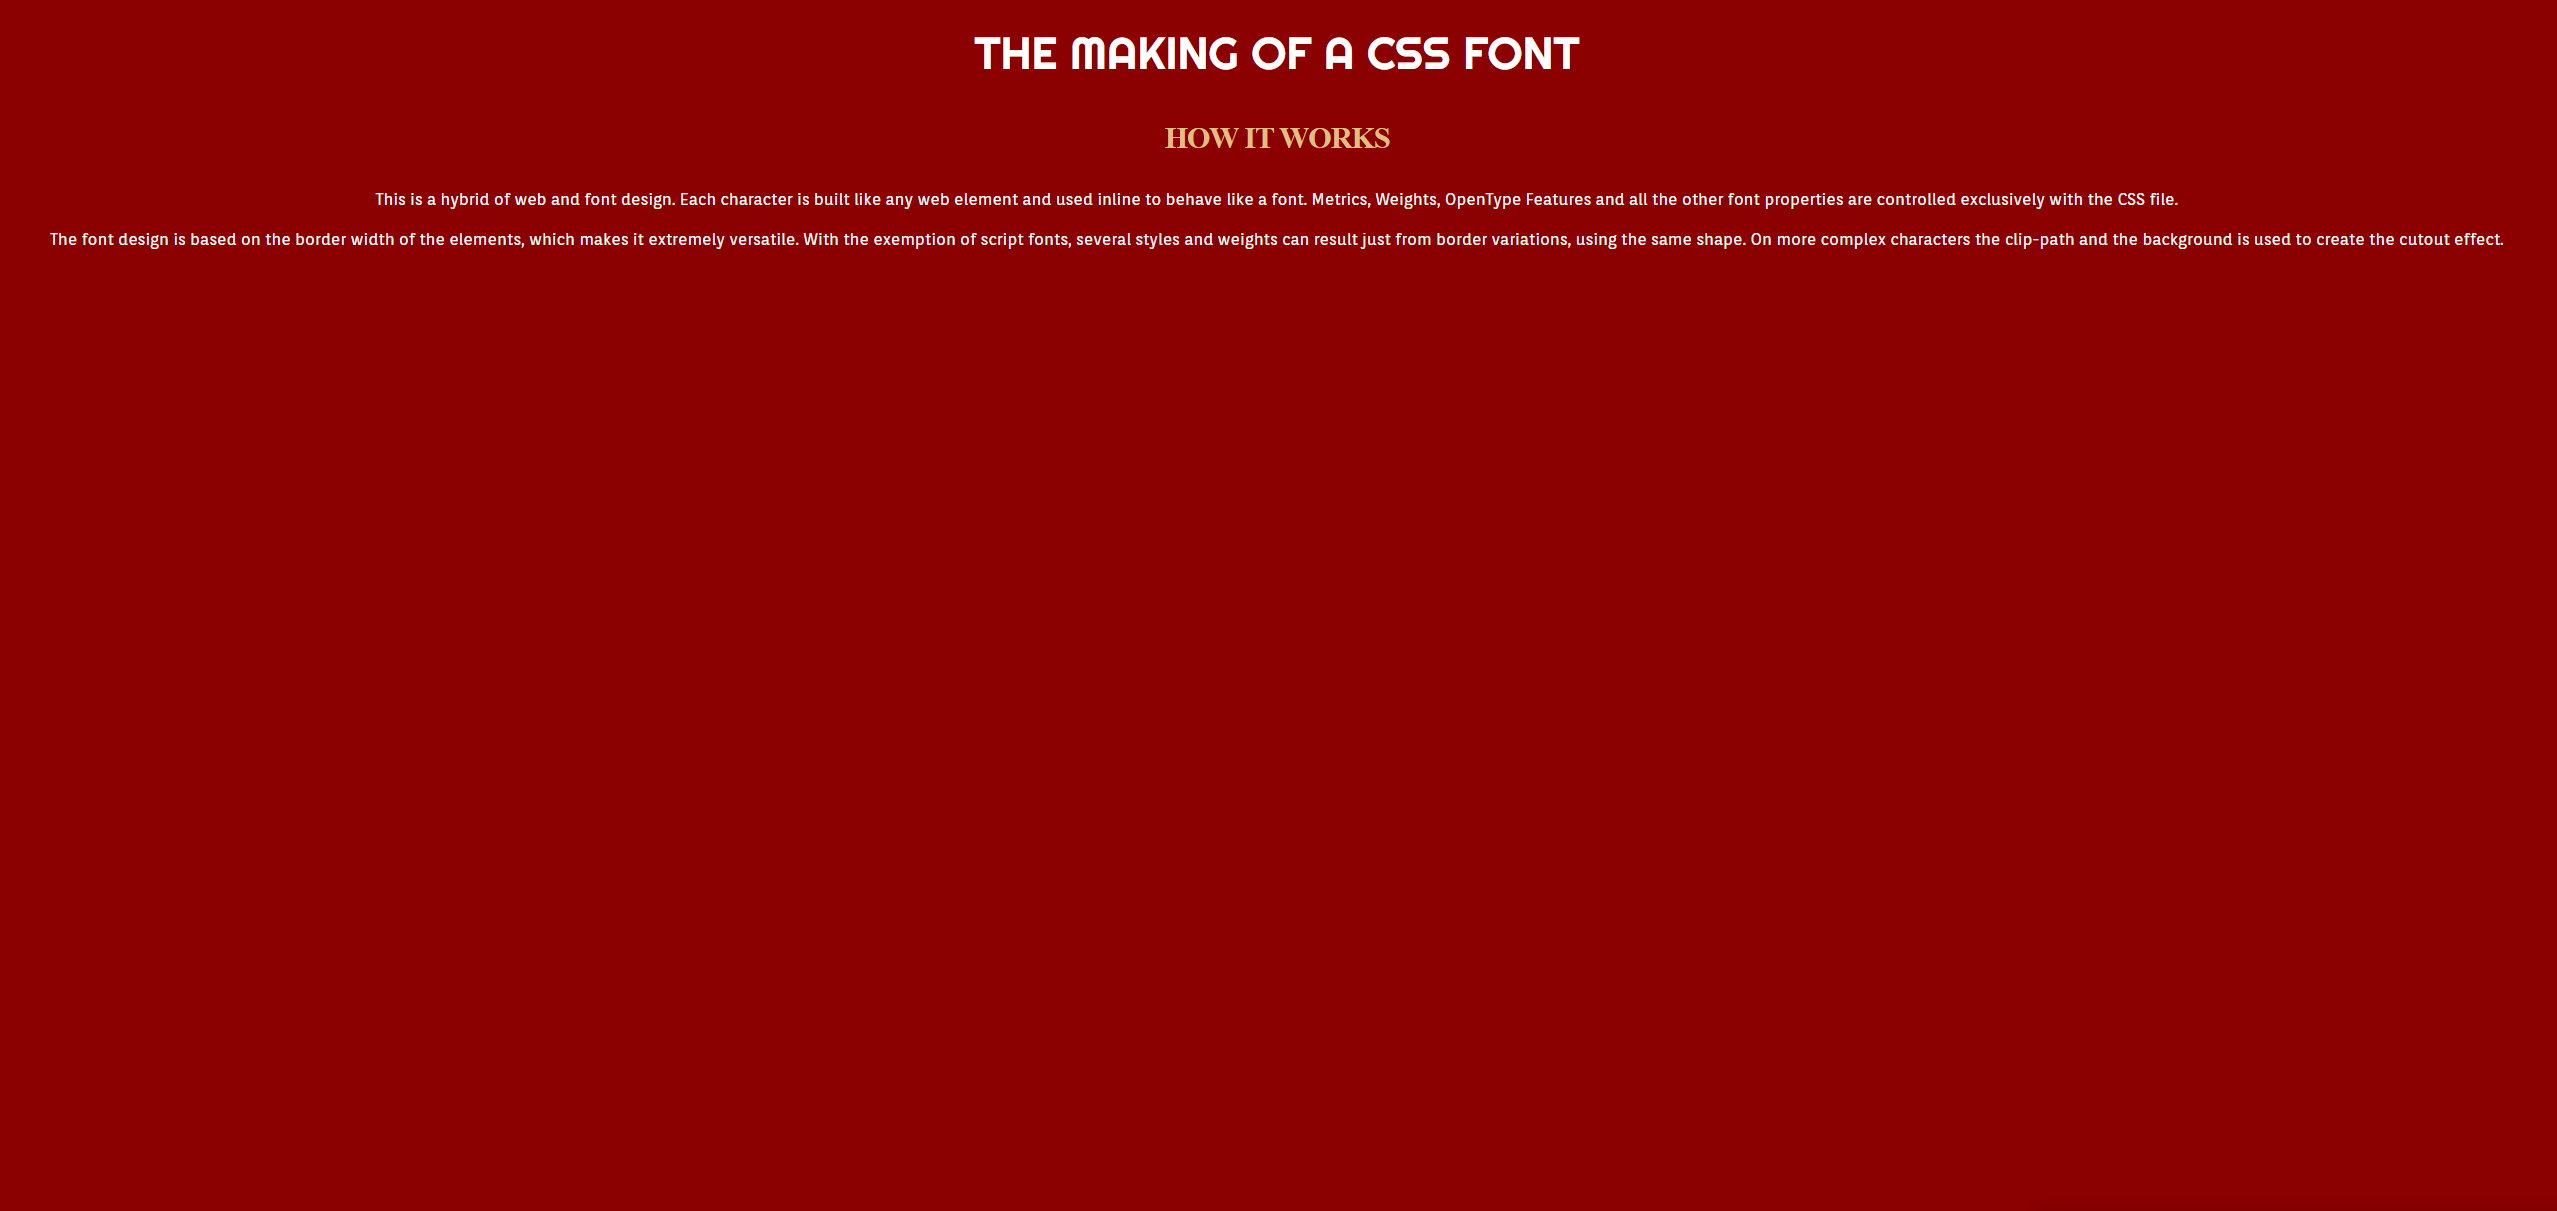 THE MAKING OF A CSS FONT
HOW IT WORKS
This is a hybrid of web and font design. Each character is built like any web element and used inline to behave like a font. Metrics, Weights, OpenType Features and all the other font properties are controlled exclusively with the CSS file.
The font design is based on the border width of the elements, which makes it extremely versatile. With the exemption of script fonts, several styles and weights can result just from border variations, using the same shape. On more complex characters the clip-path and the background is used to create the cutout effect.